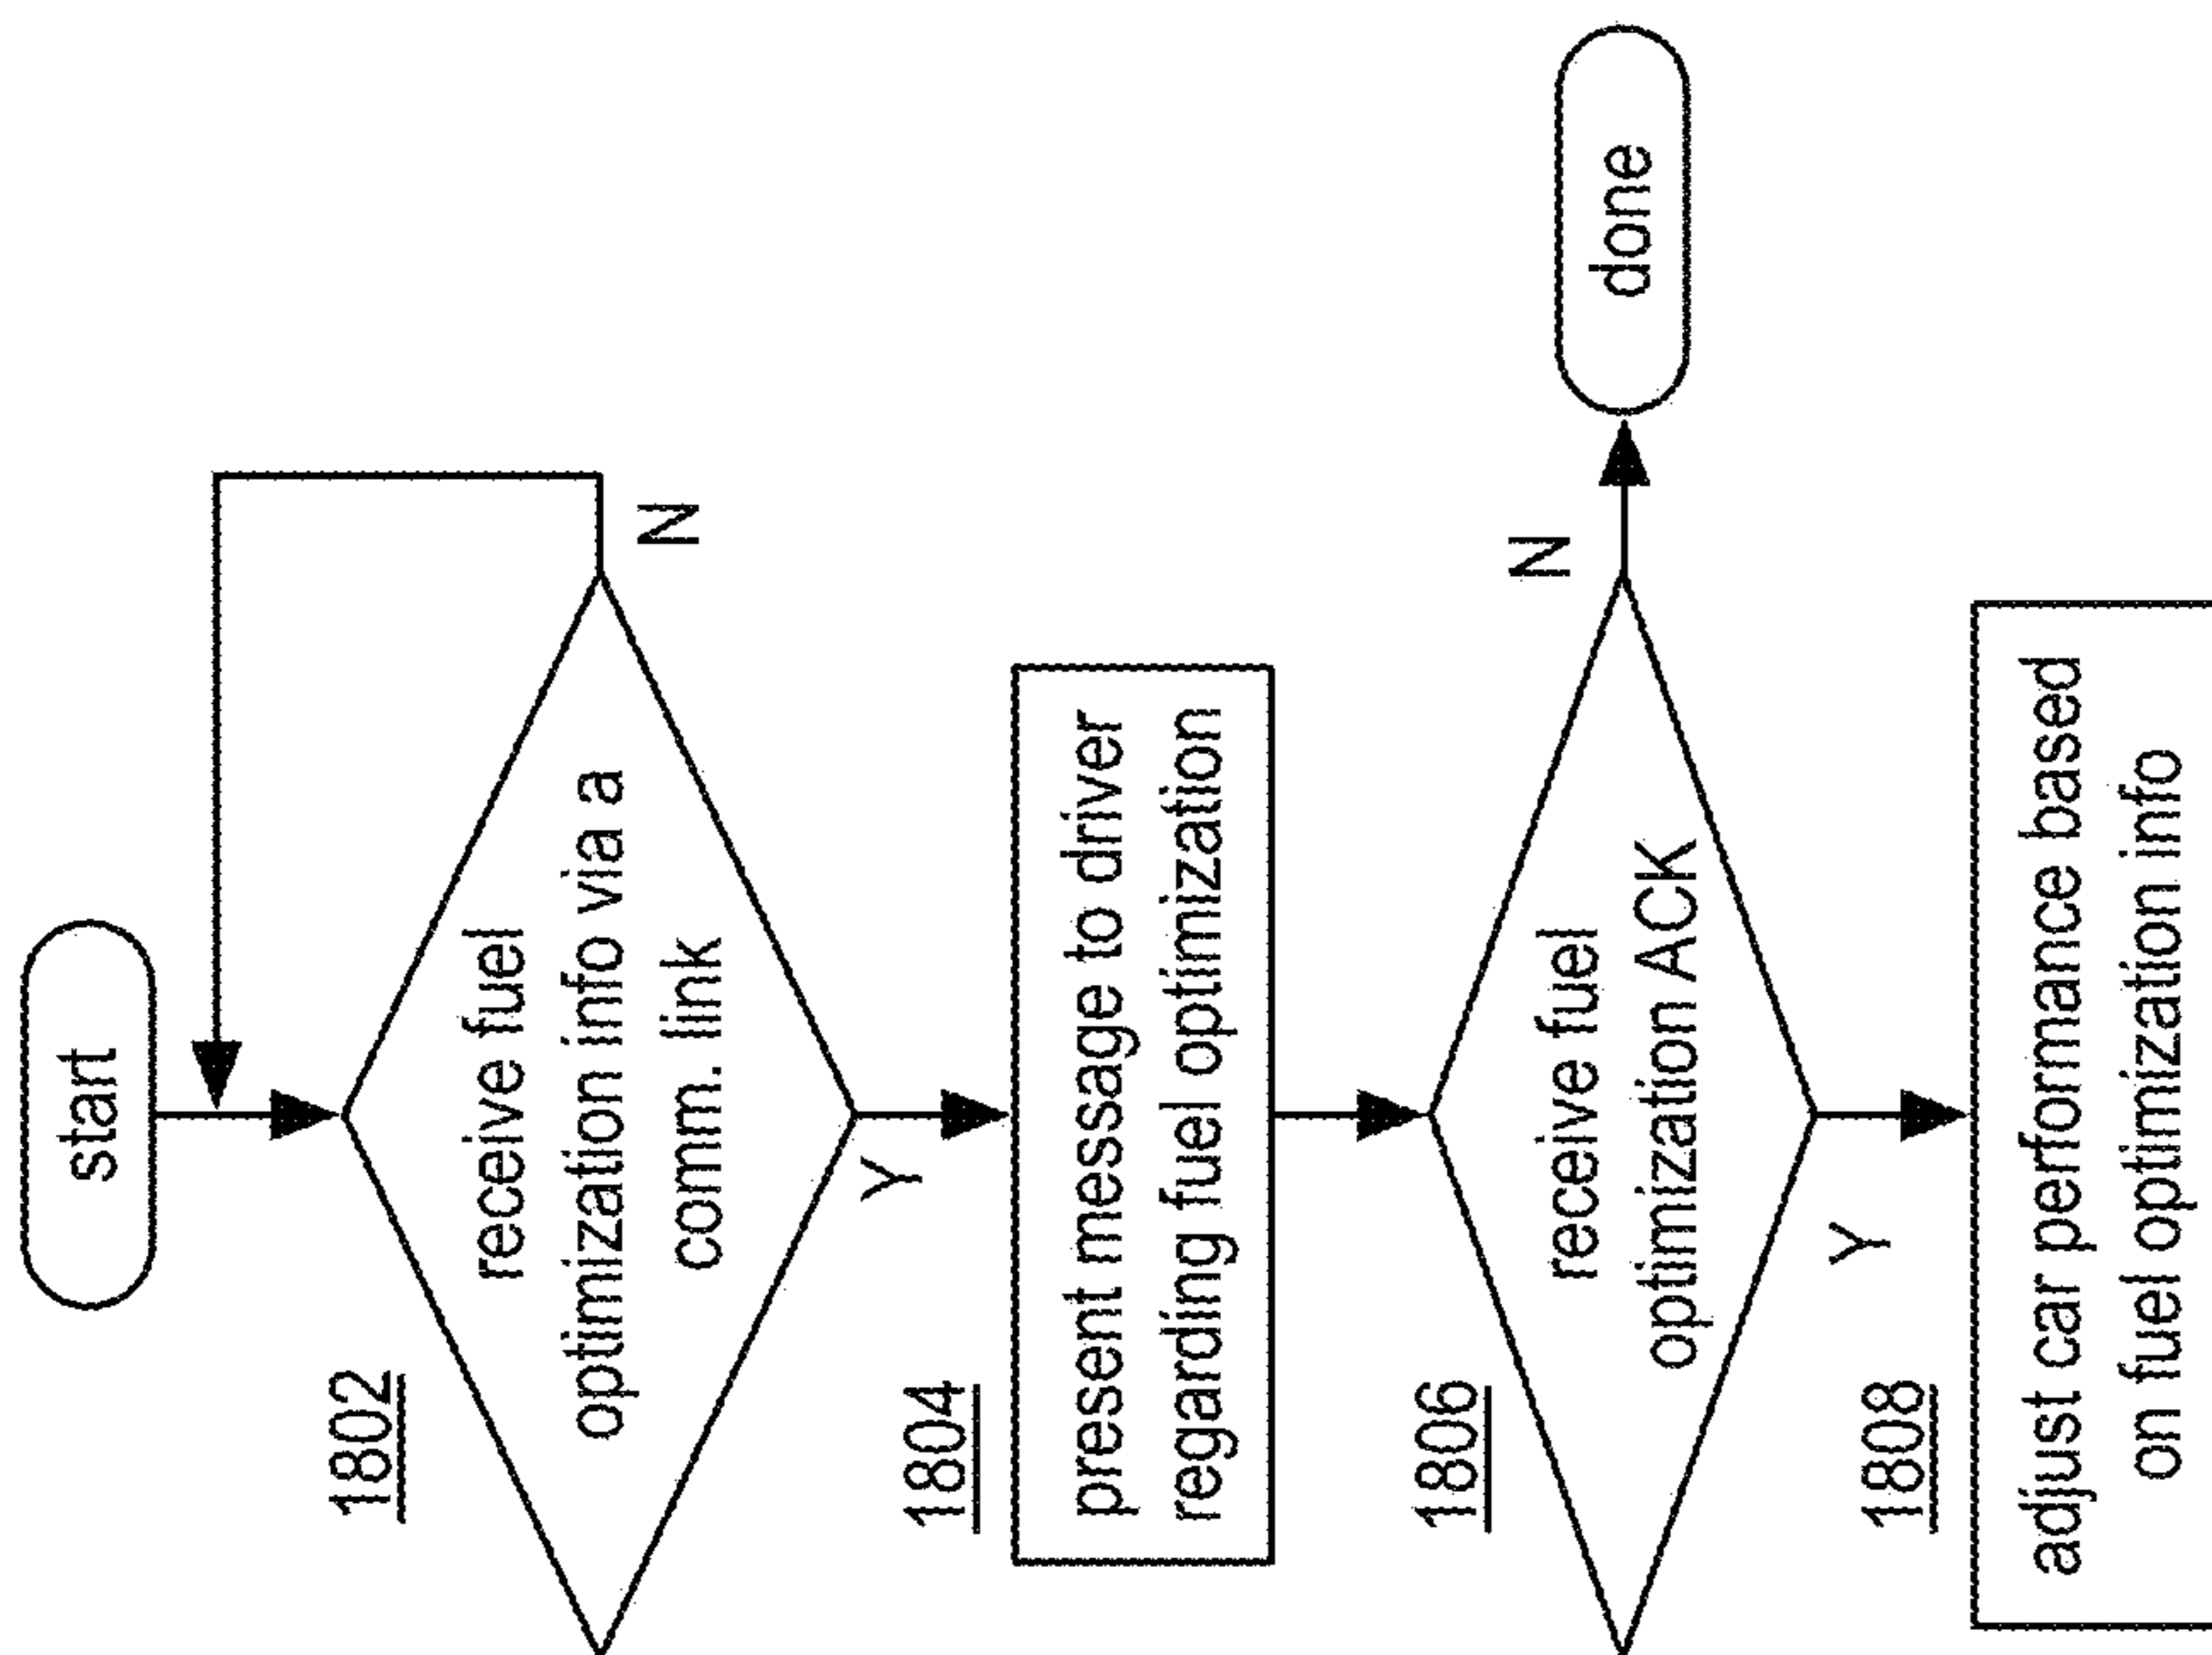 start
1802
receive fuel
optimization info via a
comm. link
N
Y
1804
present message to driver
regarding fuel optimization
1806
receive fuel
optimization ACK
N
done
Y
1808
adjust car performance based
on fuel optimization info